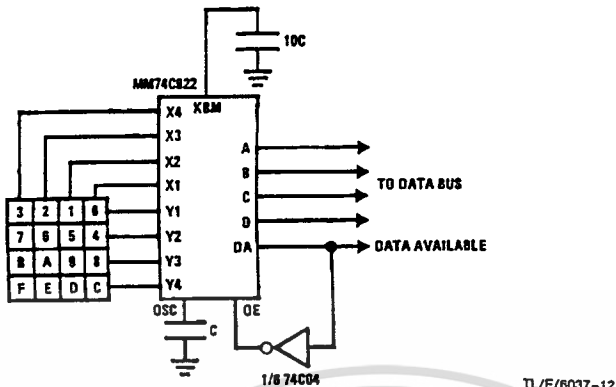 10C
MM74C922
KBM
X4
X3
X2
X1
Y1
Y2
Y3
Y4
A
B
C
D
DA
TO DATA BUS
DATA AVAILABLE
3 2 1 0
7 6 5 4
B A 9 8
F E D C
OSC
OE
C
1/6 74C04
TL/F/6037-12